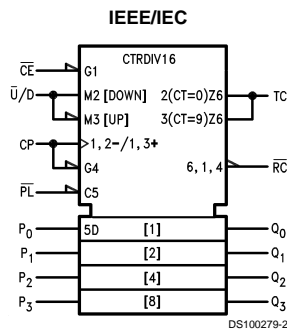 IEEE/IEC
CTRDIV16
CE G1
U/D M2 [DOWN] 2(CT=0)Z6 TC
M3 [UP] 3(CT=9)Z6
CP 1, 2−/1, 3+
G4 6, 1, 4 RC
PL C5
P0 5D [1] Q0
P1 [2] Q1
P2 [4] Q2
P3 [8] Q3
DS100279-2